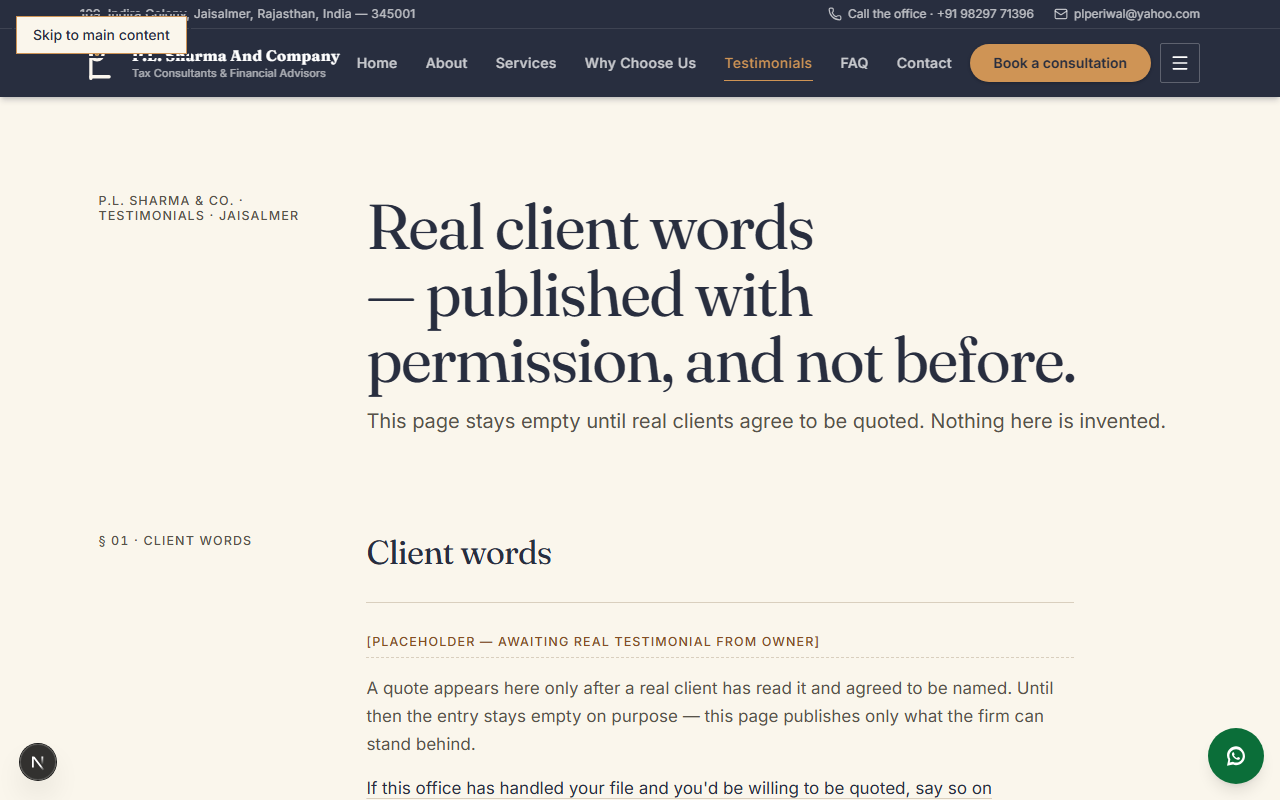 Indira Colony, Jaisalmer, Rajasthan, India — 345001
Call the office · +91 98297 71396
plperiwal@yahoo.com
Skip to main content
P.L. Sharma And Company
Tax Consultants & Financial Advisors
Home
About
Services
Why Choose Us
Testimonials
FAQ
Contact
Book a consultation
P.L. SHARMA & CO. ·
TESTIMONIALS · JAISALMER
Real client words
— published with
permission, and not before.
This page stays empty until real clients agree to be quoted. Nothing here is invented.
§ 01 · CLIENT WORDS
Client words
[PLACEHOLDER — AWAITING REAL TESTIMONIAL FROM OWNER]
A quote appears here only after a real client has read it and agreed to be named. Until
then the entry stays empty on purpose — this page publishes only what the firm can
stand behind.
If this office has handled your file and you'd be willing to be quoted, say so on
N